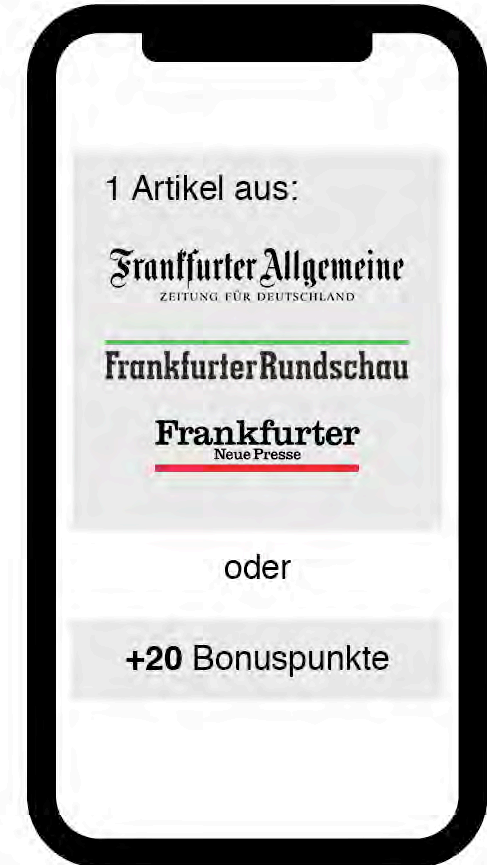 1 Artikel aus:
Frankfurter Allgemeine
ZEITUNG FÜR DEUTSCHLAND
Frankfurter Rundschau
Frankfurter
Neue Presse
oder
+20 Bonuspunkte